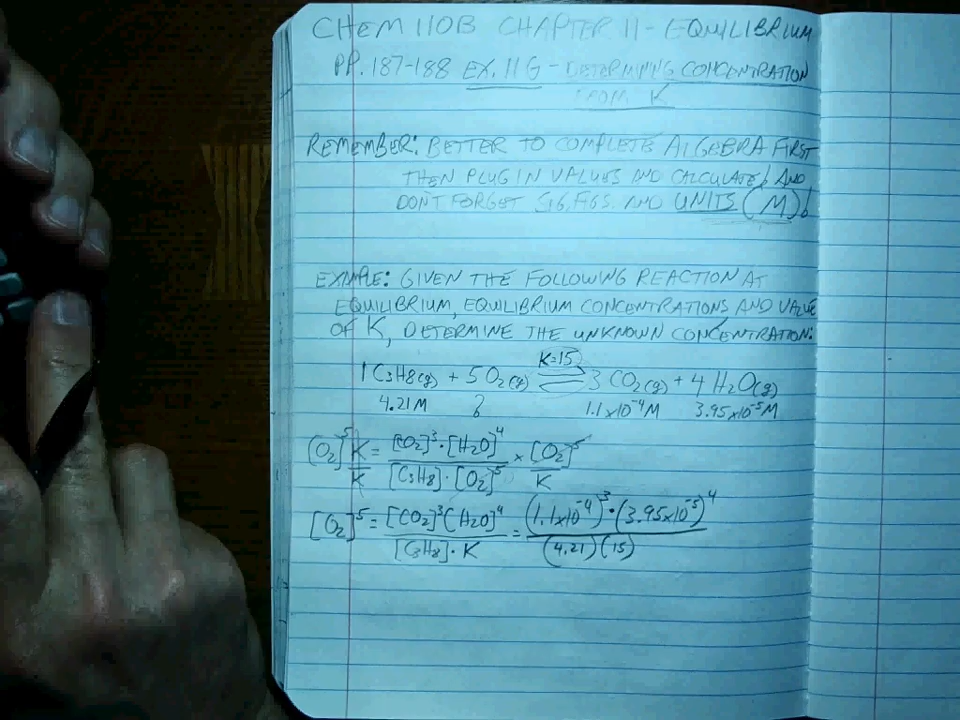 CHEM 110B CHAPTER 11 - EQUILIBRIUM
PP. 187-188 EX. 11G - DETERMINING CONCENTRATION
FROM K
REMEMBER: BETTER TO COMPLETE ALGEBRA FIRST
THEN PLUG IN VALUES AND CALCULATE! AND
DON'T FORGET SIG. FIGS. AND UNITS (M)!
EXAMPLE: GIVEN THE FOLLOWING REACTION AT
EQUILIBRIUM, EQUILIBRIUM CONCENTRATIONS AND VALUE
OF K, DETERMINE THE UNKNOWN CONCENTRATION:
K=15
1 C3H8(g) + 5 O2(g) ⇌ 3 CO2(g) + 4 H2O(g)
4.21 M ? 1.1x10⁻⁴ M 3.95x10⁻⁵ M
[O2]⁵ K/K = [CO2]³·[H2O]⁴ / [C3H8]·[O2]⁵ × [O2]⁵ / K
[O2]⁵ = [CO2]³[H2O]⁴ / [C3H8]·K = (1.1x10⁻⁴)³·(3.95x10⁻⁵)⁴ / (4.21)(15)